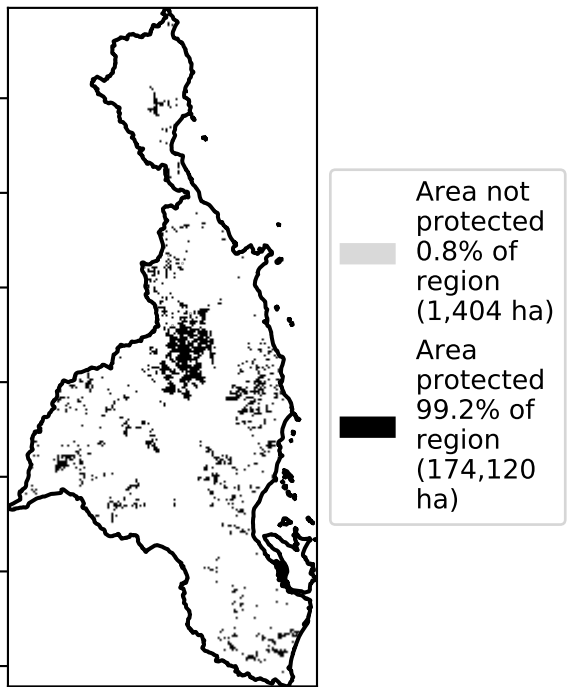 Area not
protected
0.8% of
region
(1,404 ha)
Area
protected
99.2% of
region
(174,120
ha)